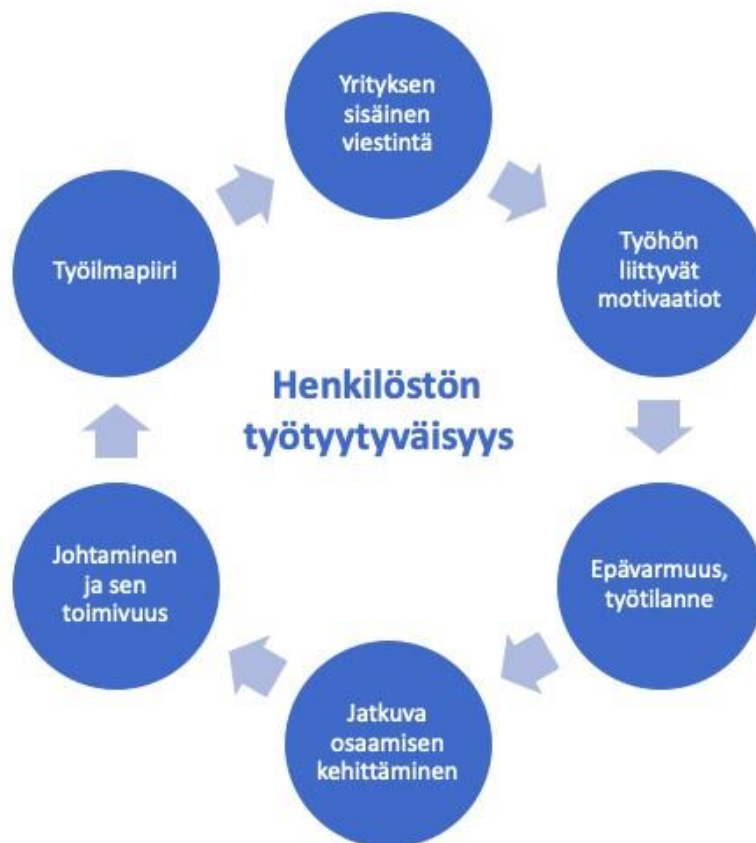 Yrityksen
sisäinen
viestintä
Työhön
liittyvät
motivaatiot
Epävarmuus,
työtilanne
Jatkuva
osaamisen
kehittäminen
Johtaminen
ja sen
toimivuus
Työilmapiiri
Henkilöstön
työtyytyväisyys